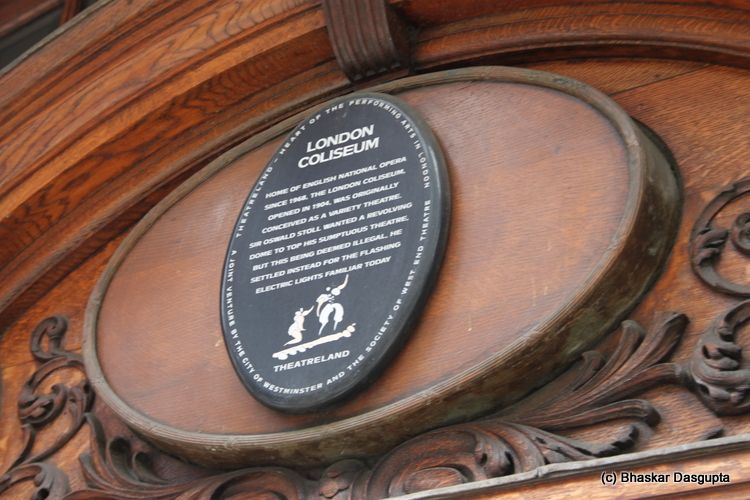 THEATRELAND - HEART OF THE PERFORMING ARTS IN LONDON
LONDON
COLISEUM
HOME OF ENGLISH NATIONAL OPERA
SINCE 1968. THE LONDON COLISEUM.
OPENED IN 1904, WAS ORIGINALLY
CONCEIVED AS A VARIETY THEATRE.
SIR OSWALD STOLL WANTED A REVOLVING
DOME TO TOP HIS SUMPTUOUS THEATRE.
BUT THIS BEING DEEMED ILLEGAL. HE
SETTLED INSTEAD FOR THE FLASHING
ELECTRIC LIGHTS FAMILIAR TODAY
THEATRELAND
A JOINT VENTURE BY THE CITY OF WESTMINSTER AND THE SOCIETY OF WEST END THEATRE
(c) Bhaskar Dasgupta